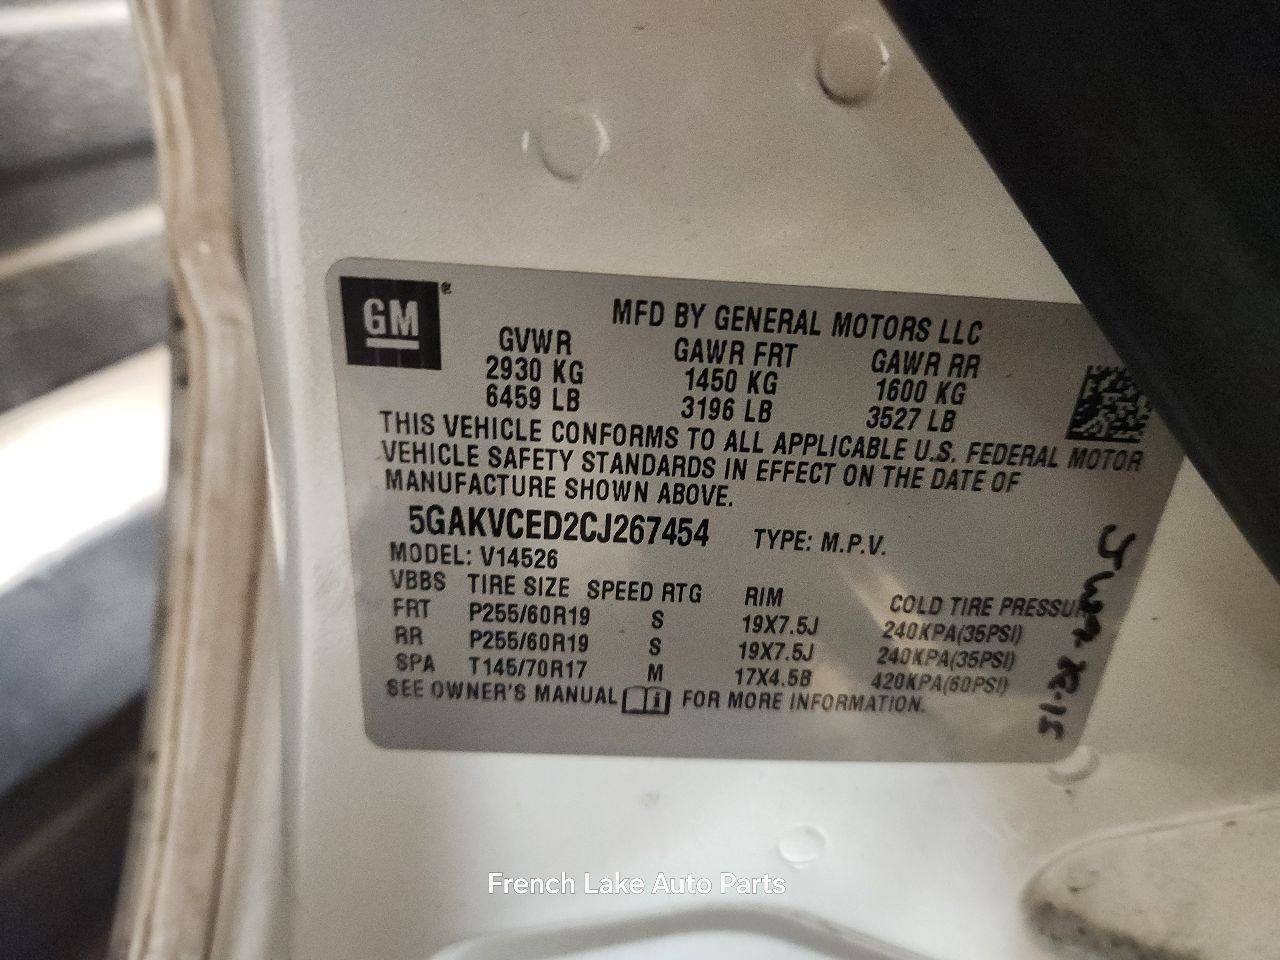 GM®
MFD BY GENERAL MOTORS LLC
GVWR GAWR FRT GAWR RR
2930 KG 1450 KG 1600 KG
6459 LB 3196 LB 3527 LB
THIS VEHICLE CONFORMS TO ALL APPLICABLE U.S. FEDERAL MOTOR
VEHICLE SAFETY STANDARDS IN EFFECT ON THE DATE OF
MANUFACTURE SHOWN ABOVE.
5GAKVCED2CJ267454 TYPE: M.P.V.
MODEL: V14526
VBBS TIRE SIZE SPEED RTG RIM COLD TIRE PRESSU
FRT P255/60R19 S 19X7.5J 240KPA(35PSI)
RR P255/60R19 S 19X7.5J 240KPA(35PSI)
SPA T145/70R17 M 17X4.5B 420KPA(60PSI)
SEE OWNER'S MANUAL FOR MORE INFORMATION.
French Lake Auto Parts